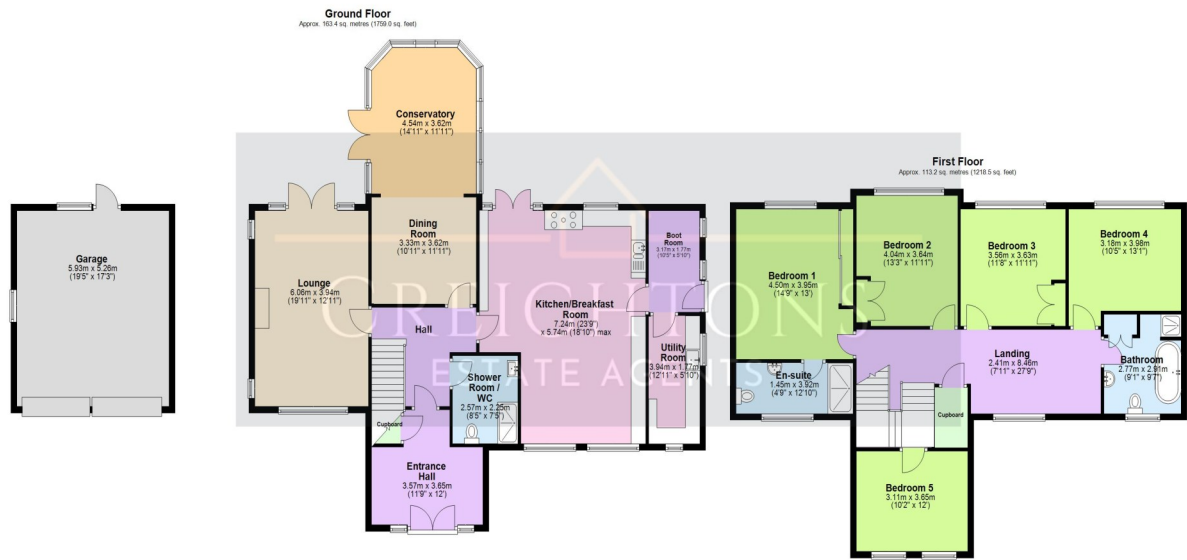 Ground Floor
Approx. 163.4 sq. metres (1759.0 sq. feet)
Conservatory
4.54m x 3.62m
(14'11" x 11'11")
First Floor
Approx. 113.2 sq. metres (1218.5 sq. feet)
Garage
5.93m x 5.26m
(19'5" x 17'3")
Lounge
6.06m x 3.94m
(19'11" x 12'11")
Dining
Room
3.33m x 3.62m
(10'11" x 11'11")
Kitchen/Breakfast
Room
7.24m (23'9")
x 5.74m (18'10") max
Boot
Room
3.17m x 1.77m
(10'5" x 5'10")
Hall
Shower
Room /
WC
2.57m x 2.25m
(8'5" x 7'5")
Utility
Room
3.94m x 1.77m
(12'11" x 5'10")
Cupboard
Entrance
Hall
3.57m x 3.65m
(11'9" x 12')
Bedroom 1
4.50m x 3.95m
(14'9" x 13')
Bedroom 2
4.04m x 3.64m
(13'3" x 11'11")
Bedroom 3
3.56m x 3.63m
(11'8" x 11'11")
Bedroom 4
3.18m x 3.98m
(10'5" x 13'1")
En-suite
1.45m x 3.92m
(4'9" x 12'10")
Landing
2.41m x 8.46m
(7'11" x 27'9")
Bathroom
2.77m x 2.91m
(9'1" x 9'7")
Cupboard
Bedroom 5
3.11m x 3.65m
(10'2" x 12')
CREIGHTONS
ESTATE AGENTS